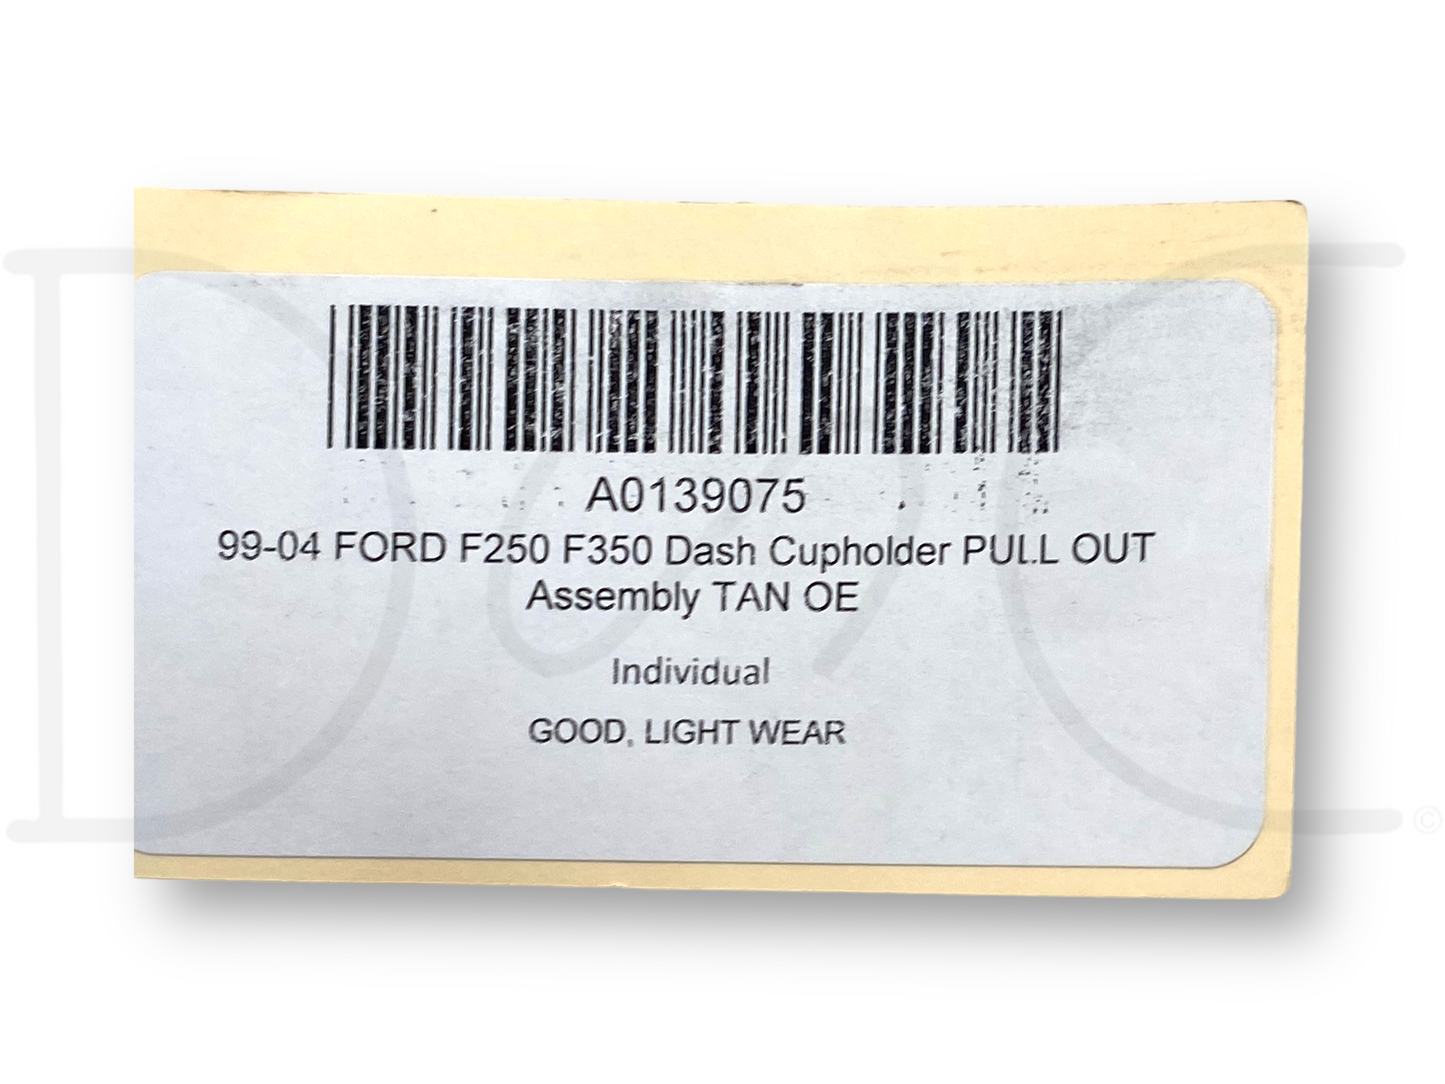 A0139075
99-04 FORD F250 F350 Dash Cupholder PULL OUT
Assembly TAN OE
Individual
GOOD, LIGHT WEAR
©